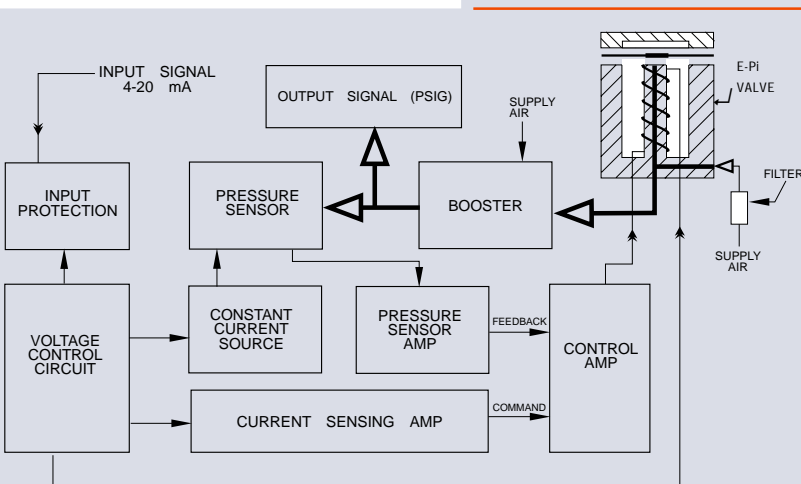 INPUT SIGNAL
4-20 mA
OUTPUT SIGNAL (PSIG)
SUPPLY
AIR
E-Pi
VALVE
FILTER
SUPPLY
AIR
INPUT
PROTECTION
PRESSURE
SENSOR
BOOSTER
VOLTAGE
CONTROL
CIRCUIT
CONSTANT
CURRENT
SOURCE
PRESSURE
SENSOR
AMP
FEEDBACK
CONTROL
AMP
CURRENT SENSING AMP
COMMAND